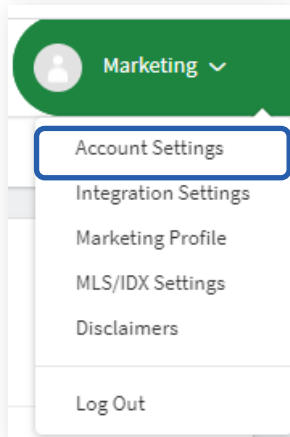 Marketing
Account Settings
Integration Settings
Marketing Profile
MLS/IDX Settings
Disclaimers
Log Out